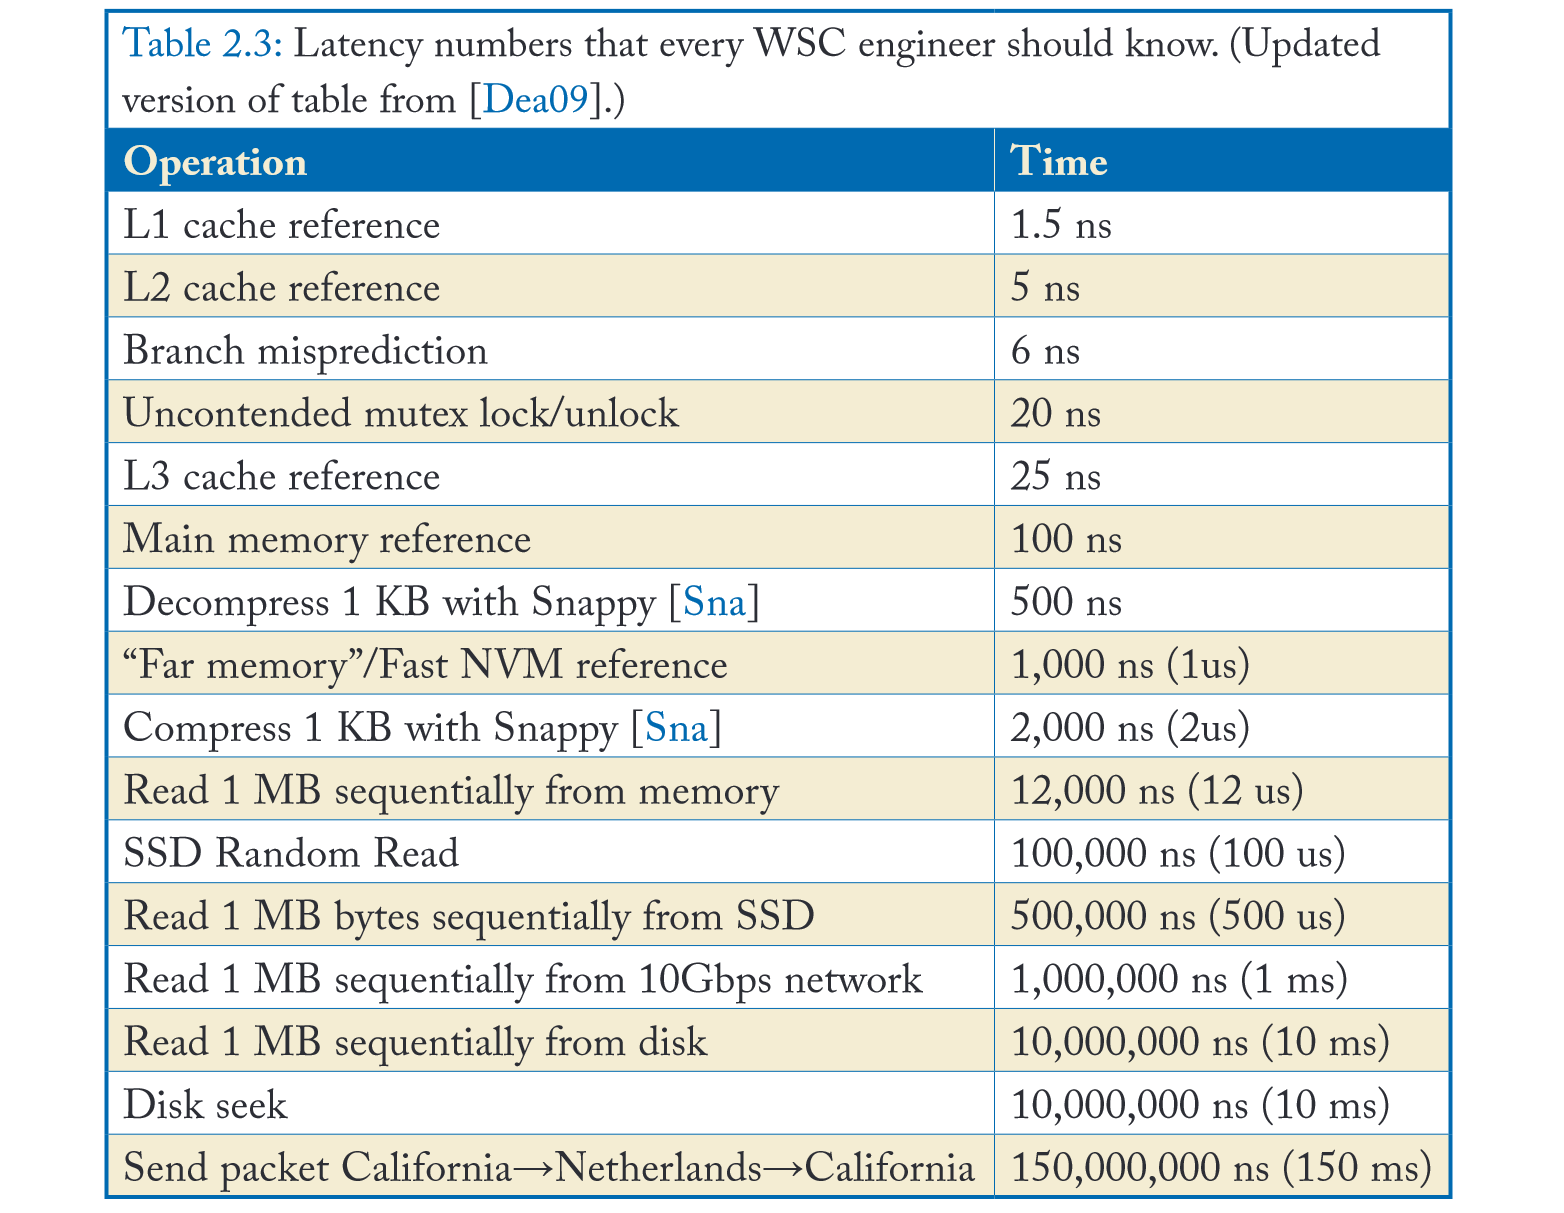 Table 2.3: Latency numbers that every WSC engineer should know. (Updated
version of table from [Dea09].)
Operation Time
L1 cache reference 1.5 ns
L2 cache reference 5 ns
Branch misprediction 6 ns
Uncontended mutex lock/unlock 20 ns
L3 cache reference 25 ns
Main memory reference 100 ns
Decompress 1 KB with Snappy [Sna] 500 ns
“Far memory”/Fast NVM reference 1,000 ns (1us)
Compress 1 KB with Snappy [Sna] 2,000 ns (2us)
Read 1 MB sequentially from memory 12,000 ns (12 us)
SSD Random Read 100,000 ns (100 us)
Read 1 MB bytes sequentially from SSD 500,000 ns (500 us)
Read 1 MB sequentially from 10Gbps network 1,000,000 ns (1 ms)
Read 1 MB sequentially from disk 10,000,000 ns (10 ms)
Disk seek 10,000,000 ns (10 ms)
Send packet California→Netherlands→California 150,000,000 ns (150 ms)